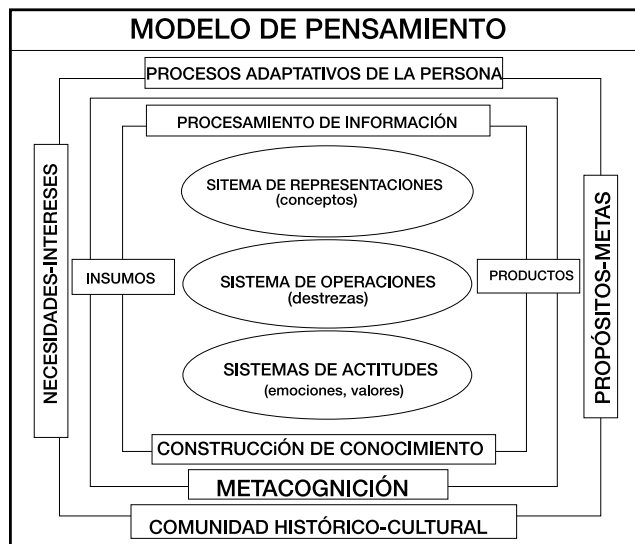 MODELO DE PENSAMIENTO
PROCESOS ADAPTATIVOS DE LA PERSONA
PROCESAMIENTO DE INFORMACIÓN
NECESIDADES-INTERESES
INSUMOS
SITEMA DE REPRESENTACIONES
(conceptos)
SISTEMA DE OPERACIONES
(destrezas)
SISTEMAS DE ACTITUDES
(emociones, valores)
PRODUCTOS
PROPÓSITOS-METAS
CONSTRUCCiÓN DE CONOCIMIENTO
METACOGNICIÓN
COMUNIDAD HISTÓRICO-CULTURAL